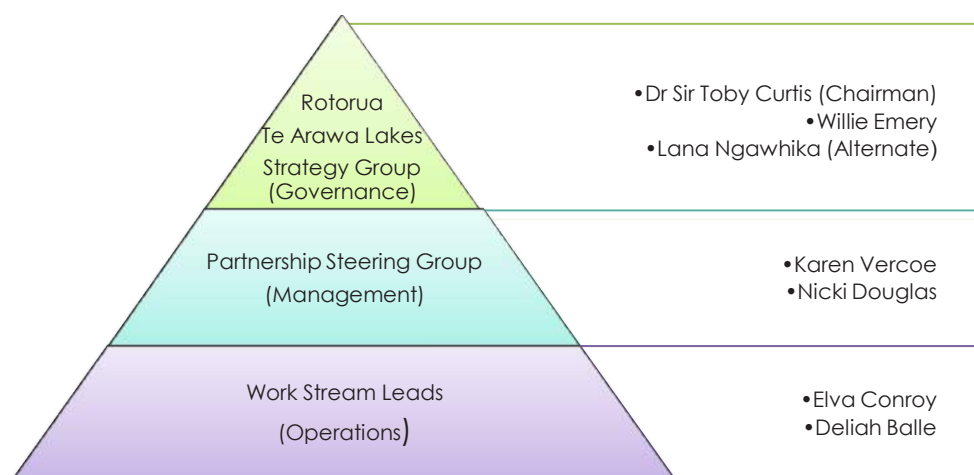 Rotorua
Te Arawa Lakes
Strategy Group
(Governance)
•Dr Sir Toby Curtis (Chairman)
•Willie Emery
•Lana Ngawhika (Alternate)
Partnership Steering Group
(Management)
•Karen Vercoe
•Nicki Douglas
Work Stream Leads
(Operations)
•Elva Conroy
•Deliah Balle